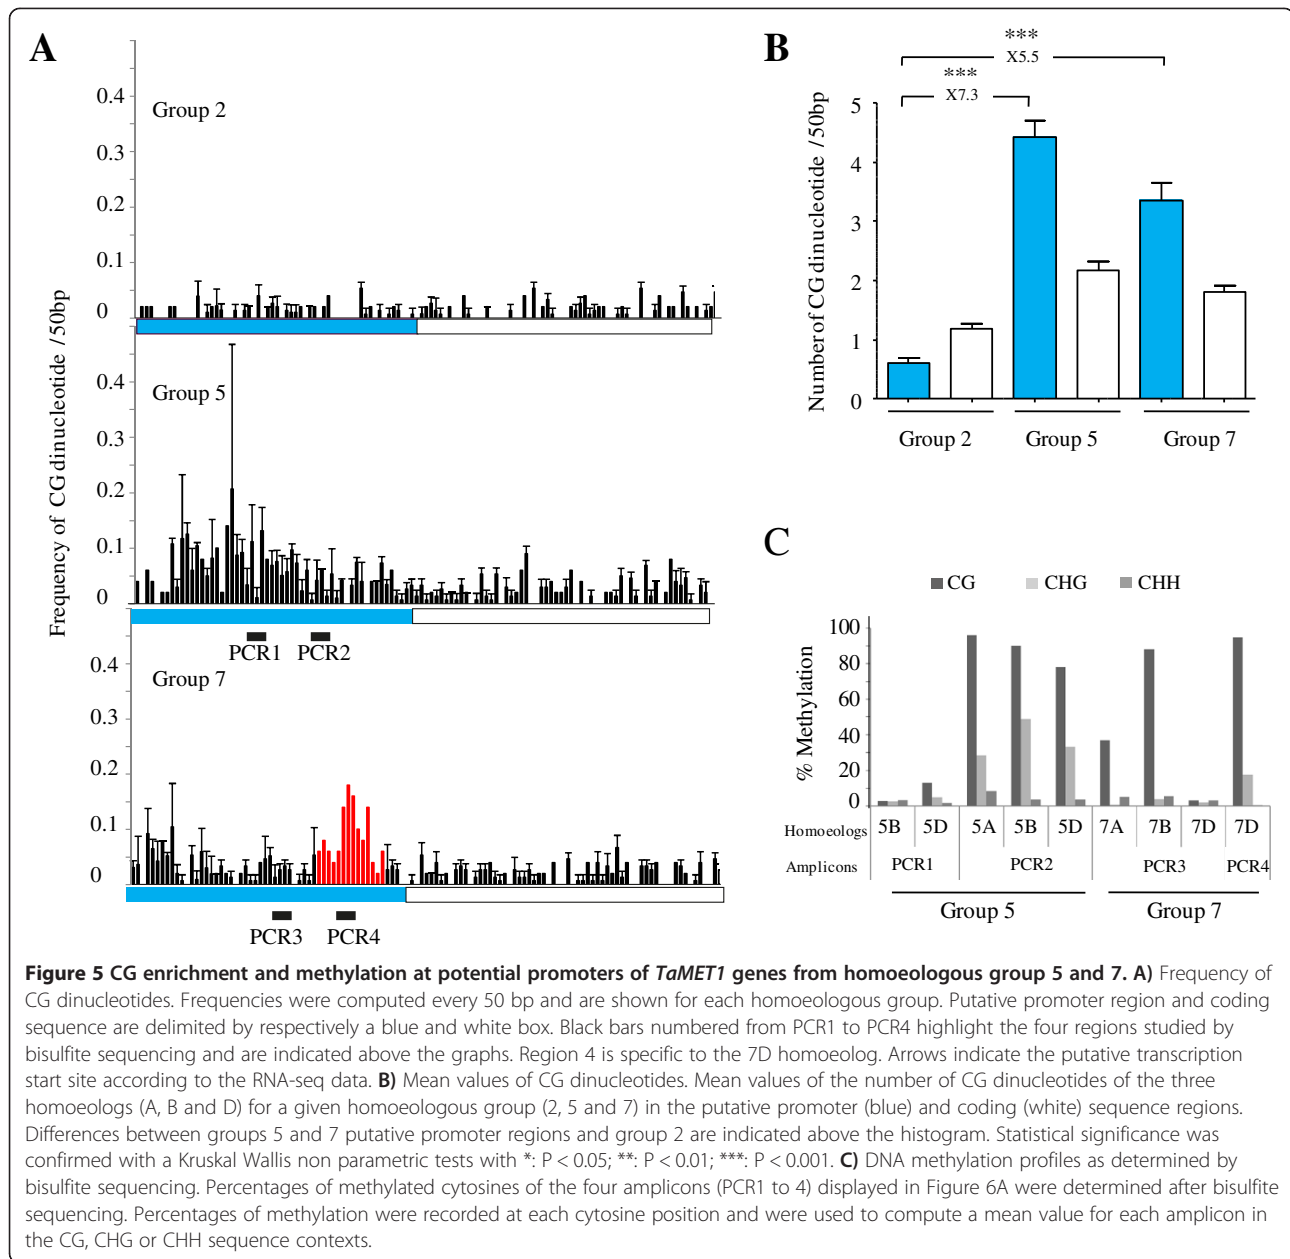 A
Frequency of CG dinucleotide / 50bp
0.4
0.3
0.2
0.1
0
Group 2
0.4
0.3
0.2
0.1
0
Group 5
PCR1 PCR2
0.4
0.3
0.2
0.1
0
Group 7
PCR3 PCR4
B
Number of CG dinucleotide / 50bp
***
X5.5
***
X7.3
5
4
3
2
1
0
Group 2 Group 5 Group 7
C
CG CHG CHH
% Methylation
100
80
60
40
20
0
Homoeologs 5B 5D 5A 5B 5D 7A 7B 7D 7D
Amplicons PCR1 PCR2 PCR3 PCR4
Group 5 Group 7
Figure 5 CG enrichment and methylation at potential promoters of TaMET1 genes from homoeologous group 5 and 7. A) Frequency of
CG dinucleotides. Frequencies were computed every 50 bp and are shown for each homoeologous group. Putative promoter region and coding
sequence are delimited by respectively a blue and white box. Black bars numbered from PCR1 to PCR4 highlight the four regions studied by
bisulfite sequencing and are indicated above the graphs. Region 4 is specific to the 7D homoeolog. Arrows indicate the putative transcription
start site according to the RNA-seq data. B) Mean values of CG dinucleotides. Mean values of the number of CG dinucleotides of the three
homoeologs (A, B and D) for a given homoeologous group (2, 5 and 7) in the putative promoter (blue) and coding (white) sequence regions.
Differences between groups 5 and 7 putative promoter regions and group 2 are indicated above the histogram. Statistical significance was
confirmed with a Kruskal Wallis non parametric tests with *: P < 0.05; **: P < 0.01; ***: P < 0.001. C) DNA methylation profiles as determined by
bisulfite sequencing. Percentages of methylated cytosines of the four amplicons (PCR1 to 4) displayed in Figure 6A were determined after bisulfite
sequencing. Percentages of methylation were recorded at each cytosine position and were used to compute a mean value for each amplicon in
the CG, CHG or CHH sequence contexts.